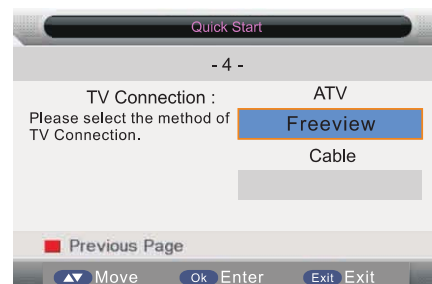 Quick Start
- 4 -
TV Connection :
Please select the method of
TV Connection.
ATV
Freeview
Cable
Previous Page
Move Ok Enter Exit Exit